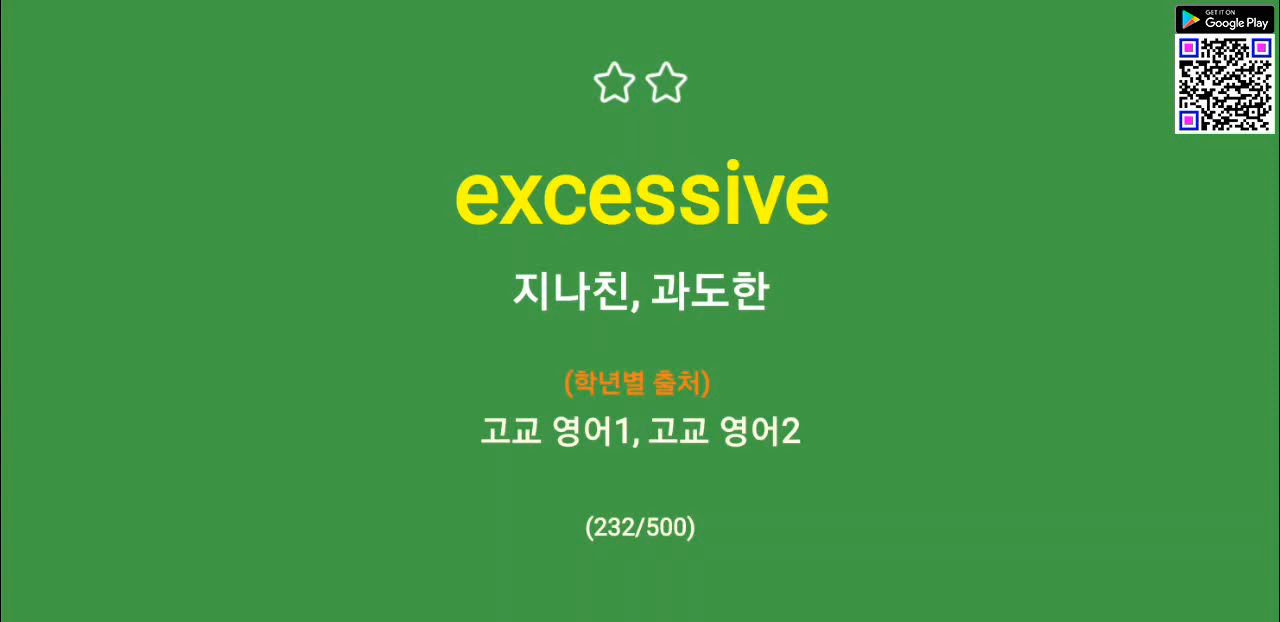 GET IT ON
Google Play
excessive
지나친, 과도한
(학년별 출처)
고교 영어1, 고교 영어2
(232/500)